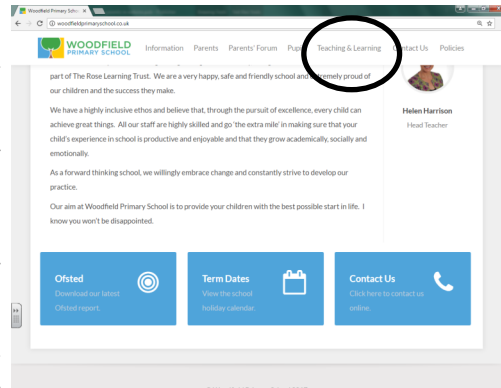 Woodfield Primary School
woodfieldprimaryschool.co.uk
WOODFIELD
PRIMARY SCHOOL
Information Parents Parents' Forum Teaching & Learning Contact Us Policies
part of The Rose Learning Trust. We are a very happy, safe and friendly school and extremely proud of
our children and the success they make.
We have a highly inclusive ethos and believe that, through the pursuit of excellence, every child can
achieve great things. All our staff are highly skilled and go 'the extra mile' in making sure that your
child's experience in school is productive and enjoyable and that they grow academically, socially and
emotionally.
As a forward thinking school, we willingly embrace change and constantly strive to develop our
practice.
Our aim at Woodfield Primary School is to provide your children with the best possible start in life. I
know you won't be disappointed.
Helen Harrison
Head Teacher
Ofsted
Download our latest
Ofsted report.
Term Dates
View the school
holiday calendar.
Contact Us
Click here to contact us
online.